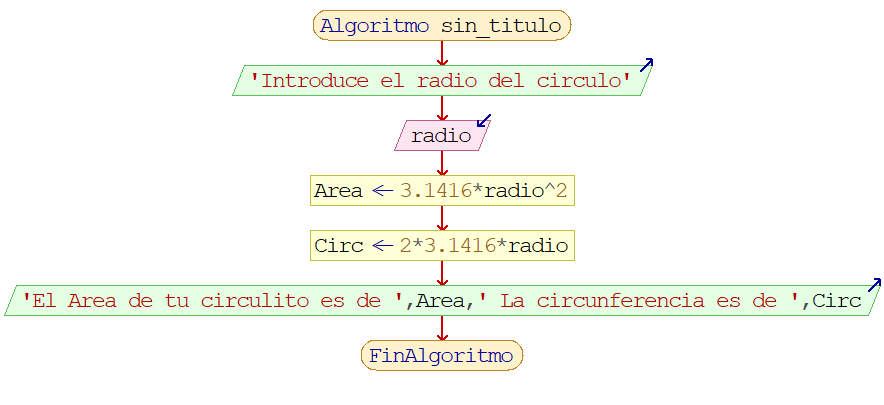 Algoritmo sin_titulo
'Introduce el radio del circulo'
radio
Area ← 3.1416*radio^2
Circ ← 2*3.1416*radio
'El Area de tu circulito es de ',Area,' La circunferencia es de ',Circ
FinAlgoritmo